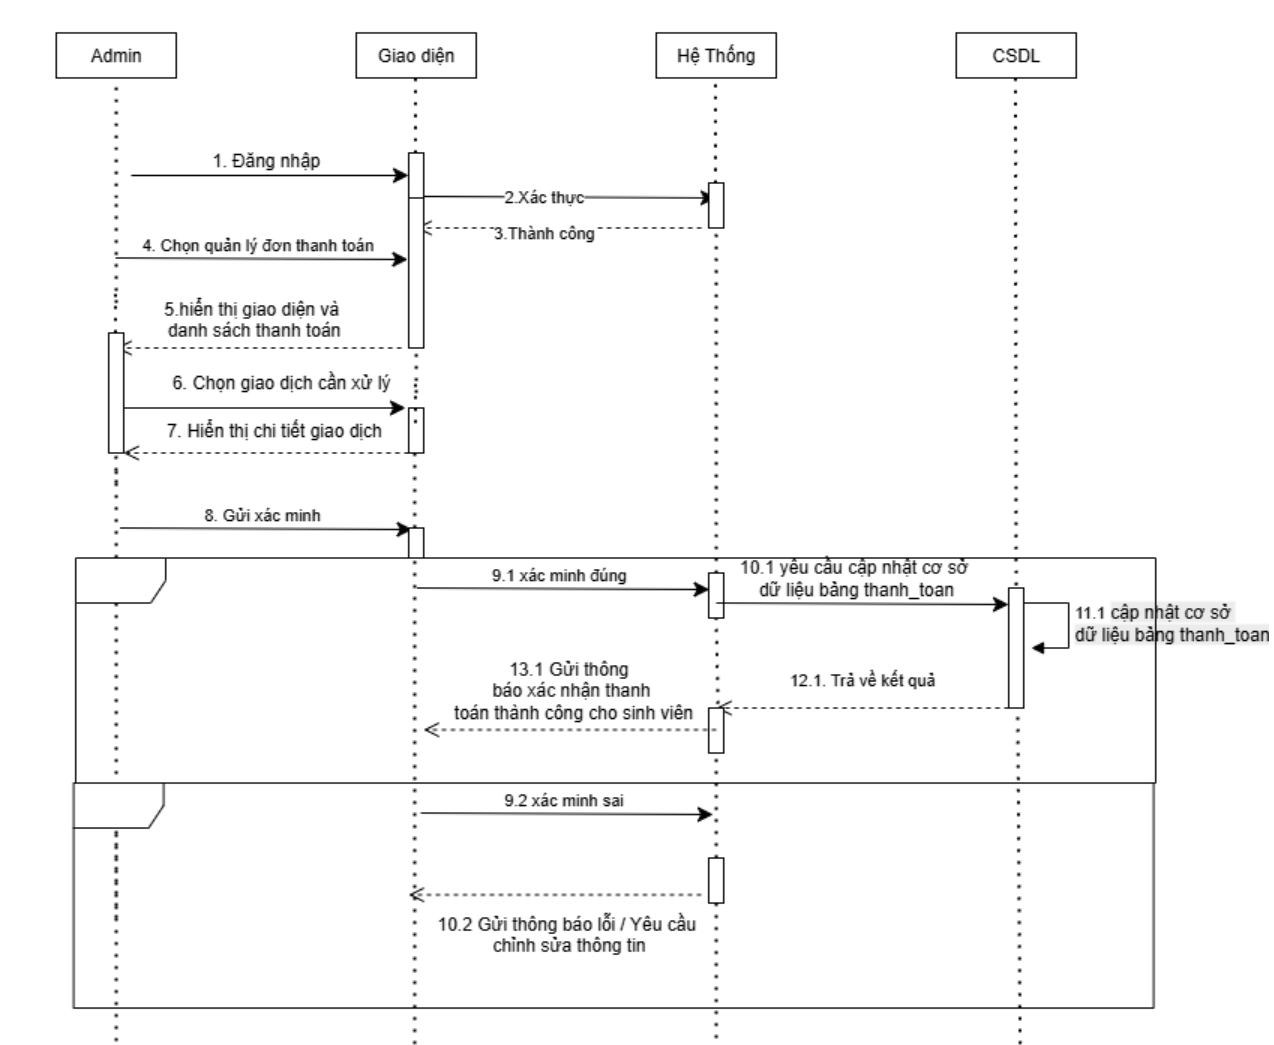 Admin
Giao diện
Hệ Thống
CSDL
1. Đăng nhập
2.Xác thực
3.Thành công
4. Chọn quản lý đơn thanh toán
5.hiển thị giao diện và
danh sách thanh toán
6. Chọn giao dịch cần xử lý
7. Hiển thị chi tiết giao dịch
8. Gửi xác minh
9.1 xác minh đúng
10.1 yêu cầu cập nhật cơ sở
dữ liệu bảng thanh_toan
11.1 cập nhật cơ sở
dữ liệu bảng thanh_toan
12.1. Trả về kết quả
13.1 Gửi thông
báo xác nhận thanh
toán thành công cho sinh viên
9.2 xác minh sai
10.2 Gửi thông báo lỗi / Yêu cầu
chỉnh sửa thông tin